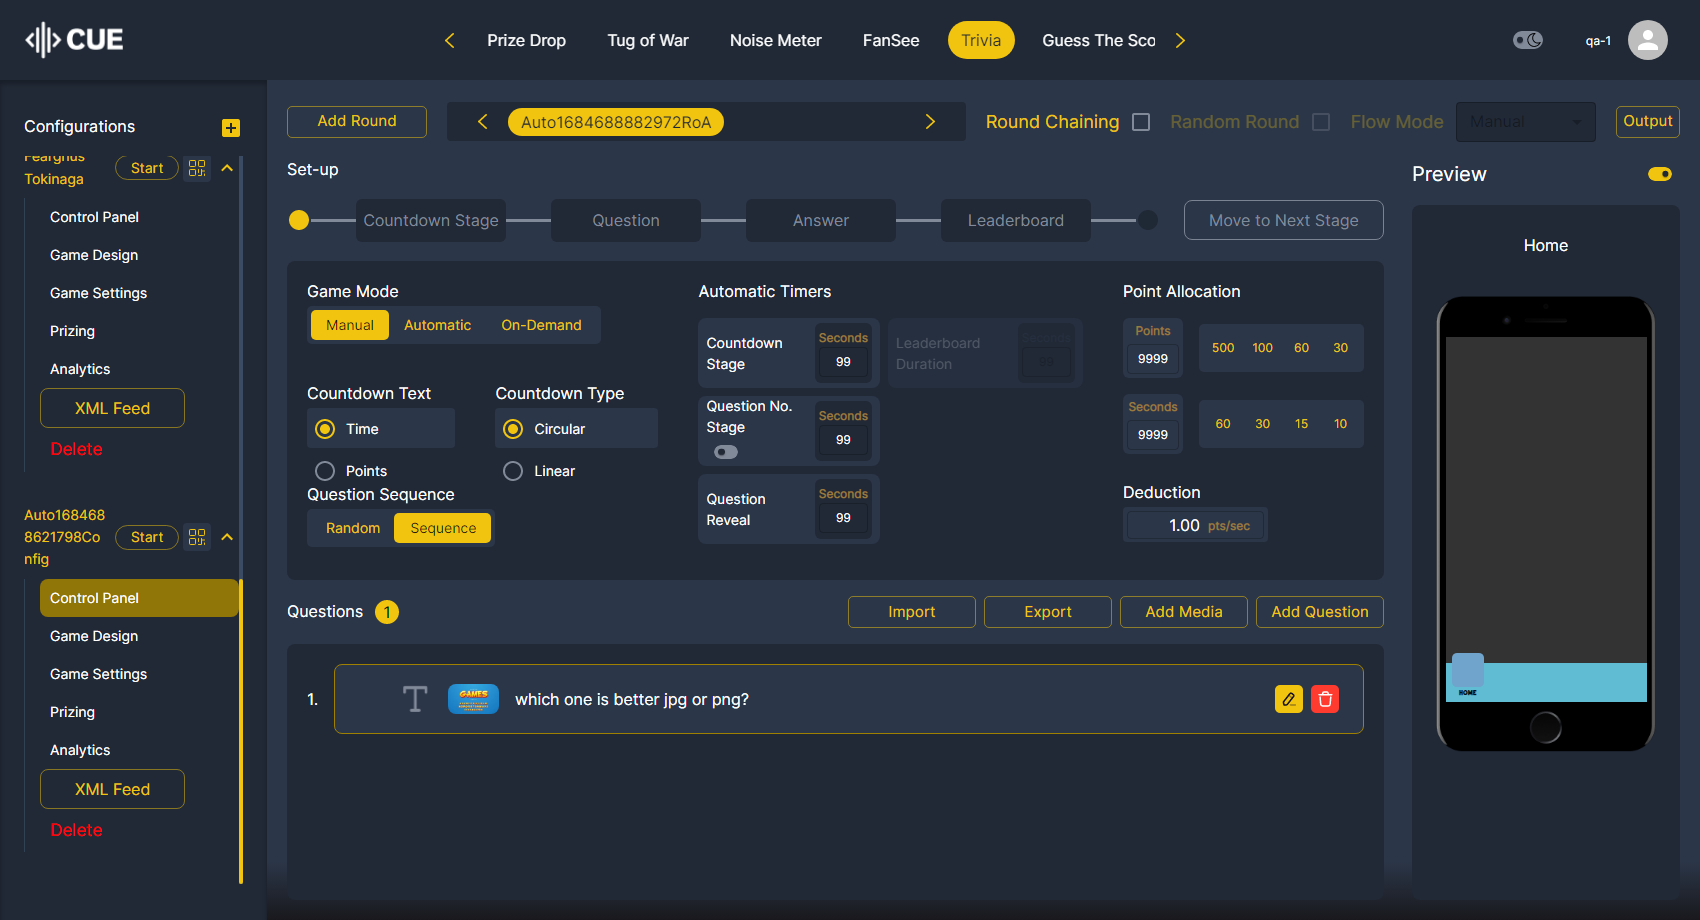 CUE
Prize Drop
Tug of War
Noise Meter
FanSee
Trivia
Guess The Sco
qa-1
Configurations
Fearghus
Tokinaga
Start
Control Panel
Game Design
Game Settings
Prizing
Analytics
XML Feed
Delete
Auto168468
8621798Co
nfig
Start
Control Panel
Game Design
Game Settings
Prizing
Analytics
XML Feed
Delete
Add Round
Auto1684688882972RoA
Round Chaining
Random Round
Flow Mode
Manual
Output
Set-up
Countdown Stage
Question
Answer
Leaderboard
Move to Next Stage
Game Mode
Manual
Automatic
On-Demand
Countdown Text
Time
Points
Countdown Type
Circular
Linear
Question Sequence
Random
Sequence
Automatic Timers
Countdown
Stage
Seconds
99
Leaderboard
Duration
Seconds
99
Question No.
Stage
Seconds
99
Question
Reveal
Seconds
99
Point Allocation
Points
9999
500 100 60 30
Seconds
9999
60 30 15 10
Deduction
1.00 pts/sec
Questions 1
Import
Export
Add Media
Add Question
1.
T
GAMES
which one is better jpg or png?
Preview
Home
HOME